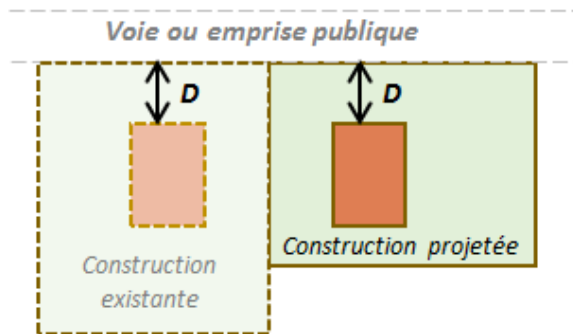 Voie ou emprise publique
D
D
Construction projetée
Construction
existante